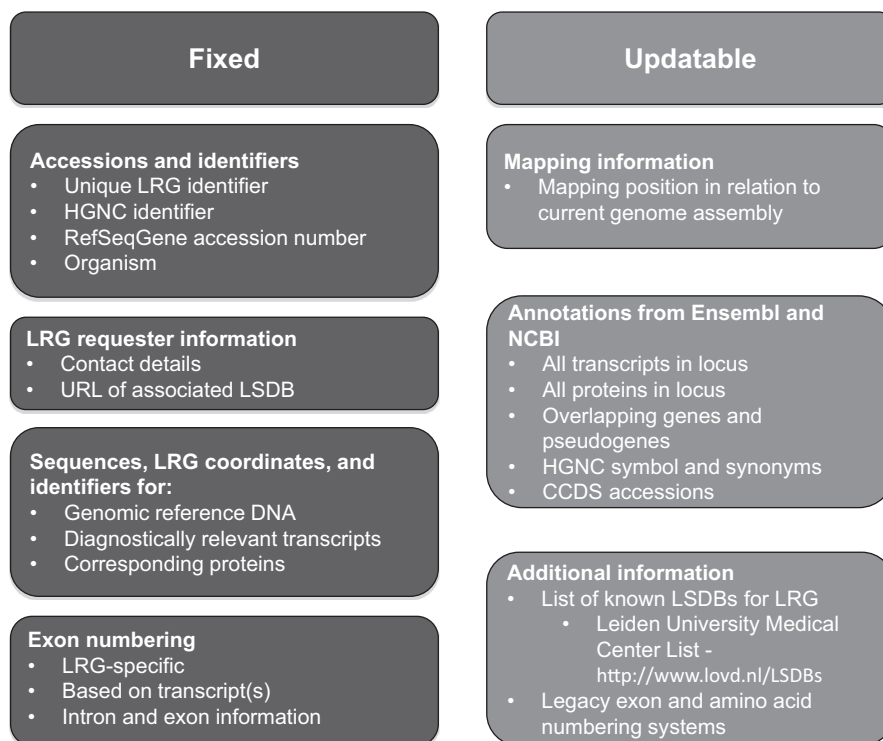 Fixed
Accessions and identifiers
• Unique LRG identifier
• HGNC identifier
• RefSeqGene accession number
• Organism
LRG requester information
• Contact details
• URL of associated LSDB
Sequences, LRG coordinates, and
identifiers for:
• Genomic reference DNA
• Diagnostically relevant transcripts
• Corresponding proteins
Exon numbering
• LRG-specific
• Based on transcript(s)
• Intron and exon information
Updatable
Mapping information
• Mapping position in relation to
current genome assembly
Annotations from Ensembl and
NCBI
• All transcripts in locus
• All proteins in locus
• Overlapping genes and
pseudogenes
• HGNC symbol and synonyms
• CCDS accessions
Additional information
• List of known LSDBs for LRG
• Leiden University Medical
Center List -
http://www.lovd.nl/LSDBs
• Legacy exon and amino acid
numbering systems